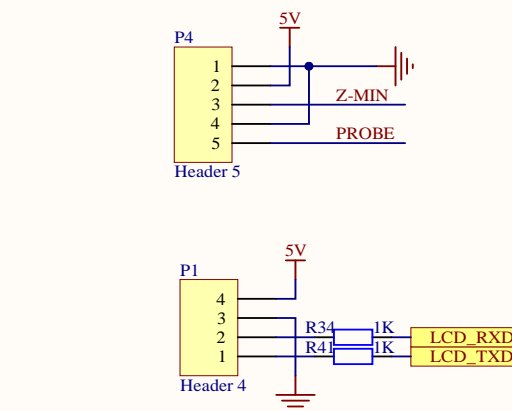 5V
P4
1
2
3 Z-MIN
4
5 PROBE
Header 5
5V
P1
4
3
2 R34 1K LCD_RXD
1 R41 1K LCD_TXD
Header 4